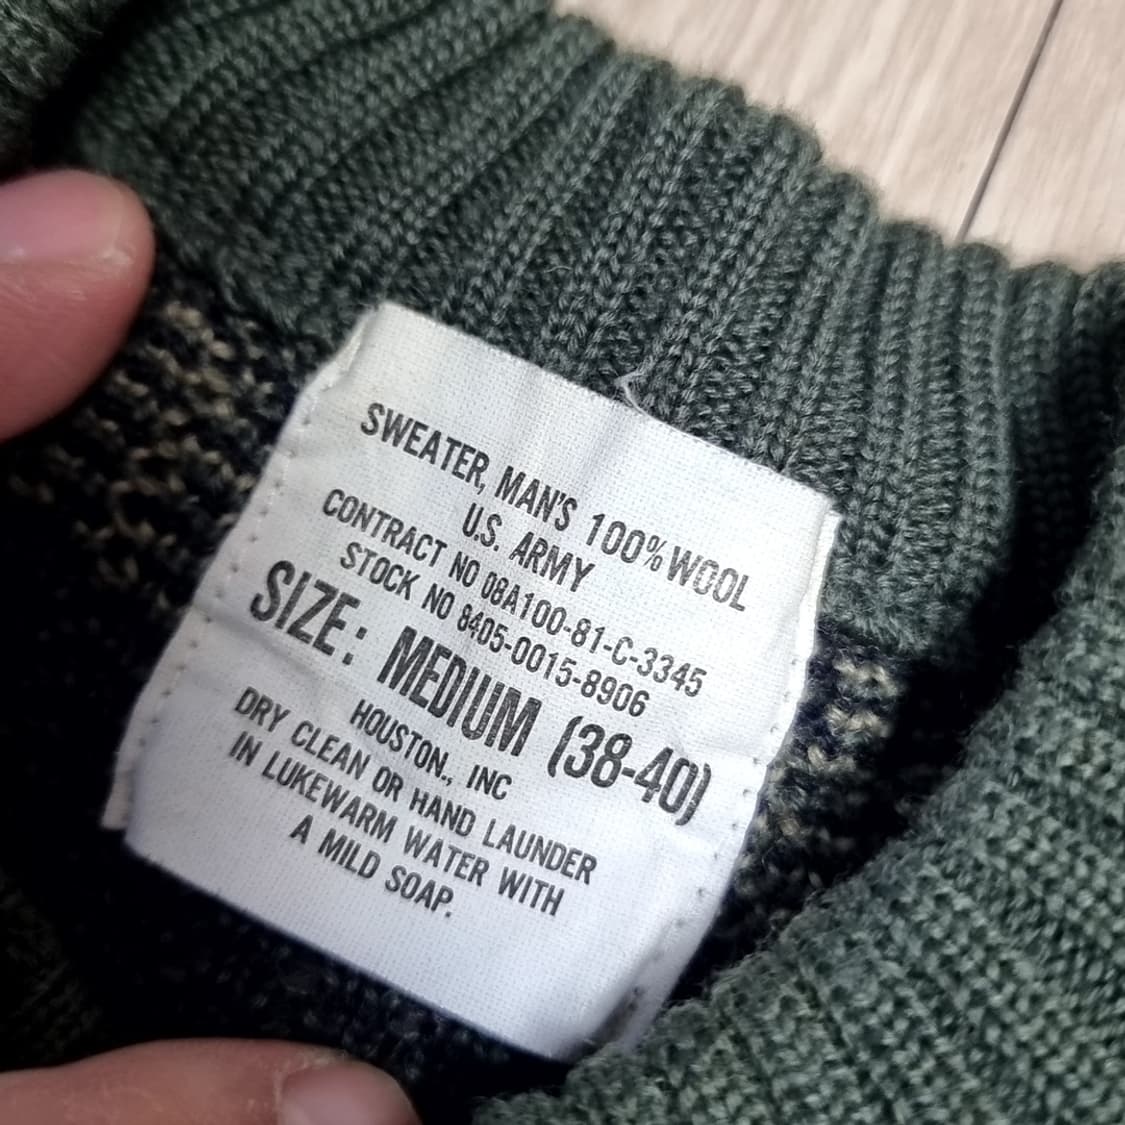 SWEATER, MAN'S 100% WOOL
U.S. ARMY
CONTRACT NO 08A100-81-C-3345
STOCK NO 8405-0015-8906
SIZE: MEDIUM (38-40)
HOUSTON., INC
DRY CLEAN OR HAND LAUNDER
IN LUKEWARM WATER WITH
A MILD SOAP.